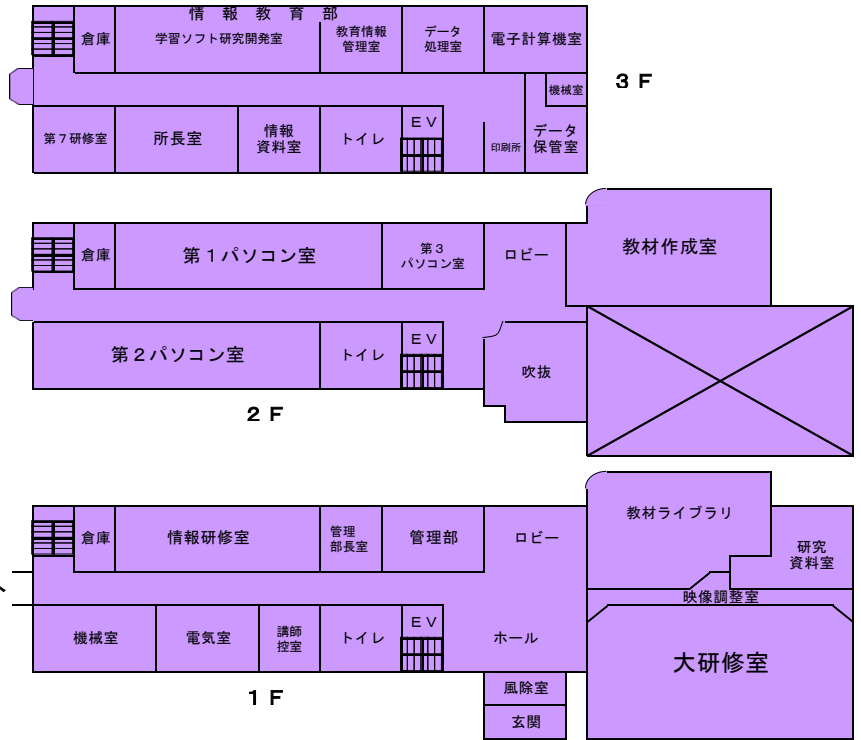 情報教育部
倉庫
学習ソフト研究開発室
教育情報
管理室
データ
処理室
電子計算機室
機械室
３Ｆ
第７研修室
所長室
情報
資料室
トイレ
ＥＶ
印刷所
データ
保管室
倉庫
第１パソコン室
第３
パソコン室
ロビー
教材作成室
第２パソコン室
トイレ
ＥＶ
吹抜
２Ｆ
倉庫
情報研修室
管理
部長室
管理部
ロビー
教材ライブラリ
研究
資料室
映像調整室
機械室
電気室
講師
控室
トイレ
ＥＶ
ホール
大研修室
風除室
玄関
１Ｆ